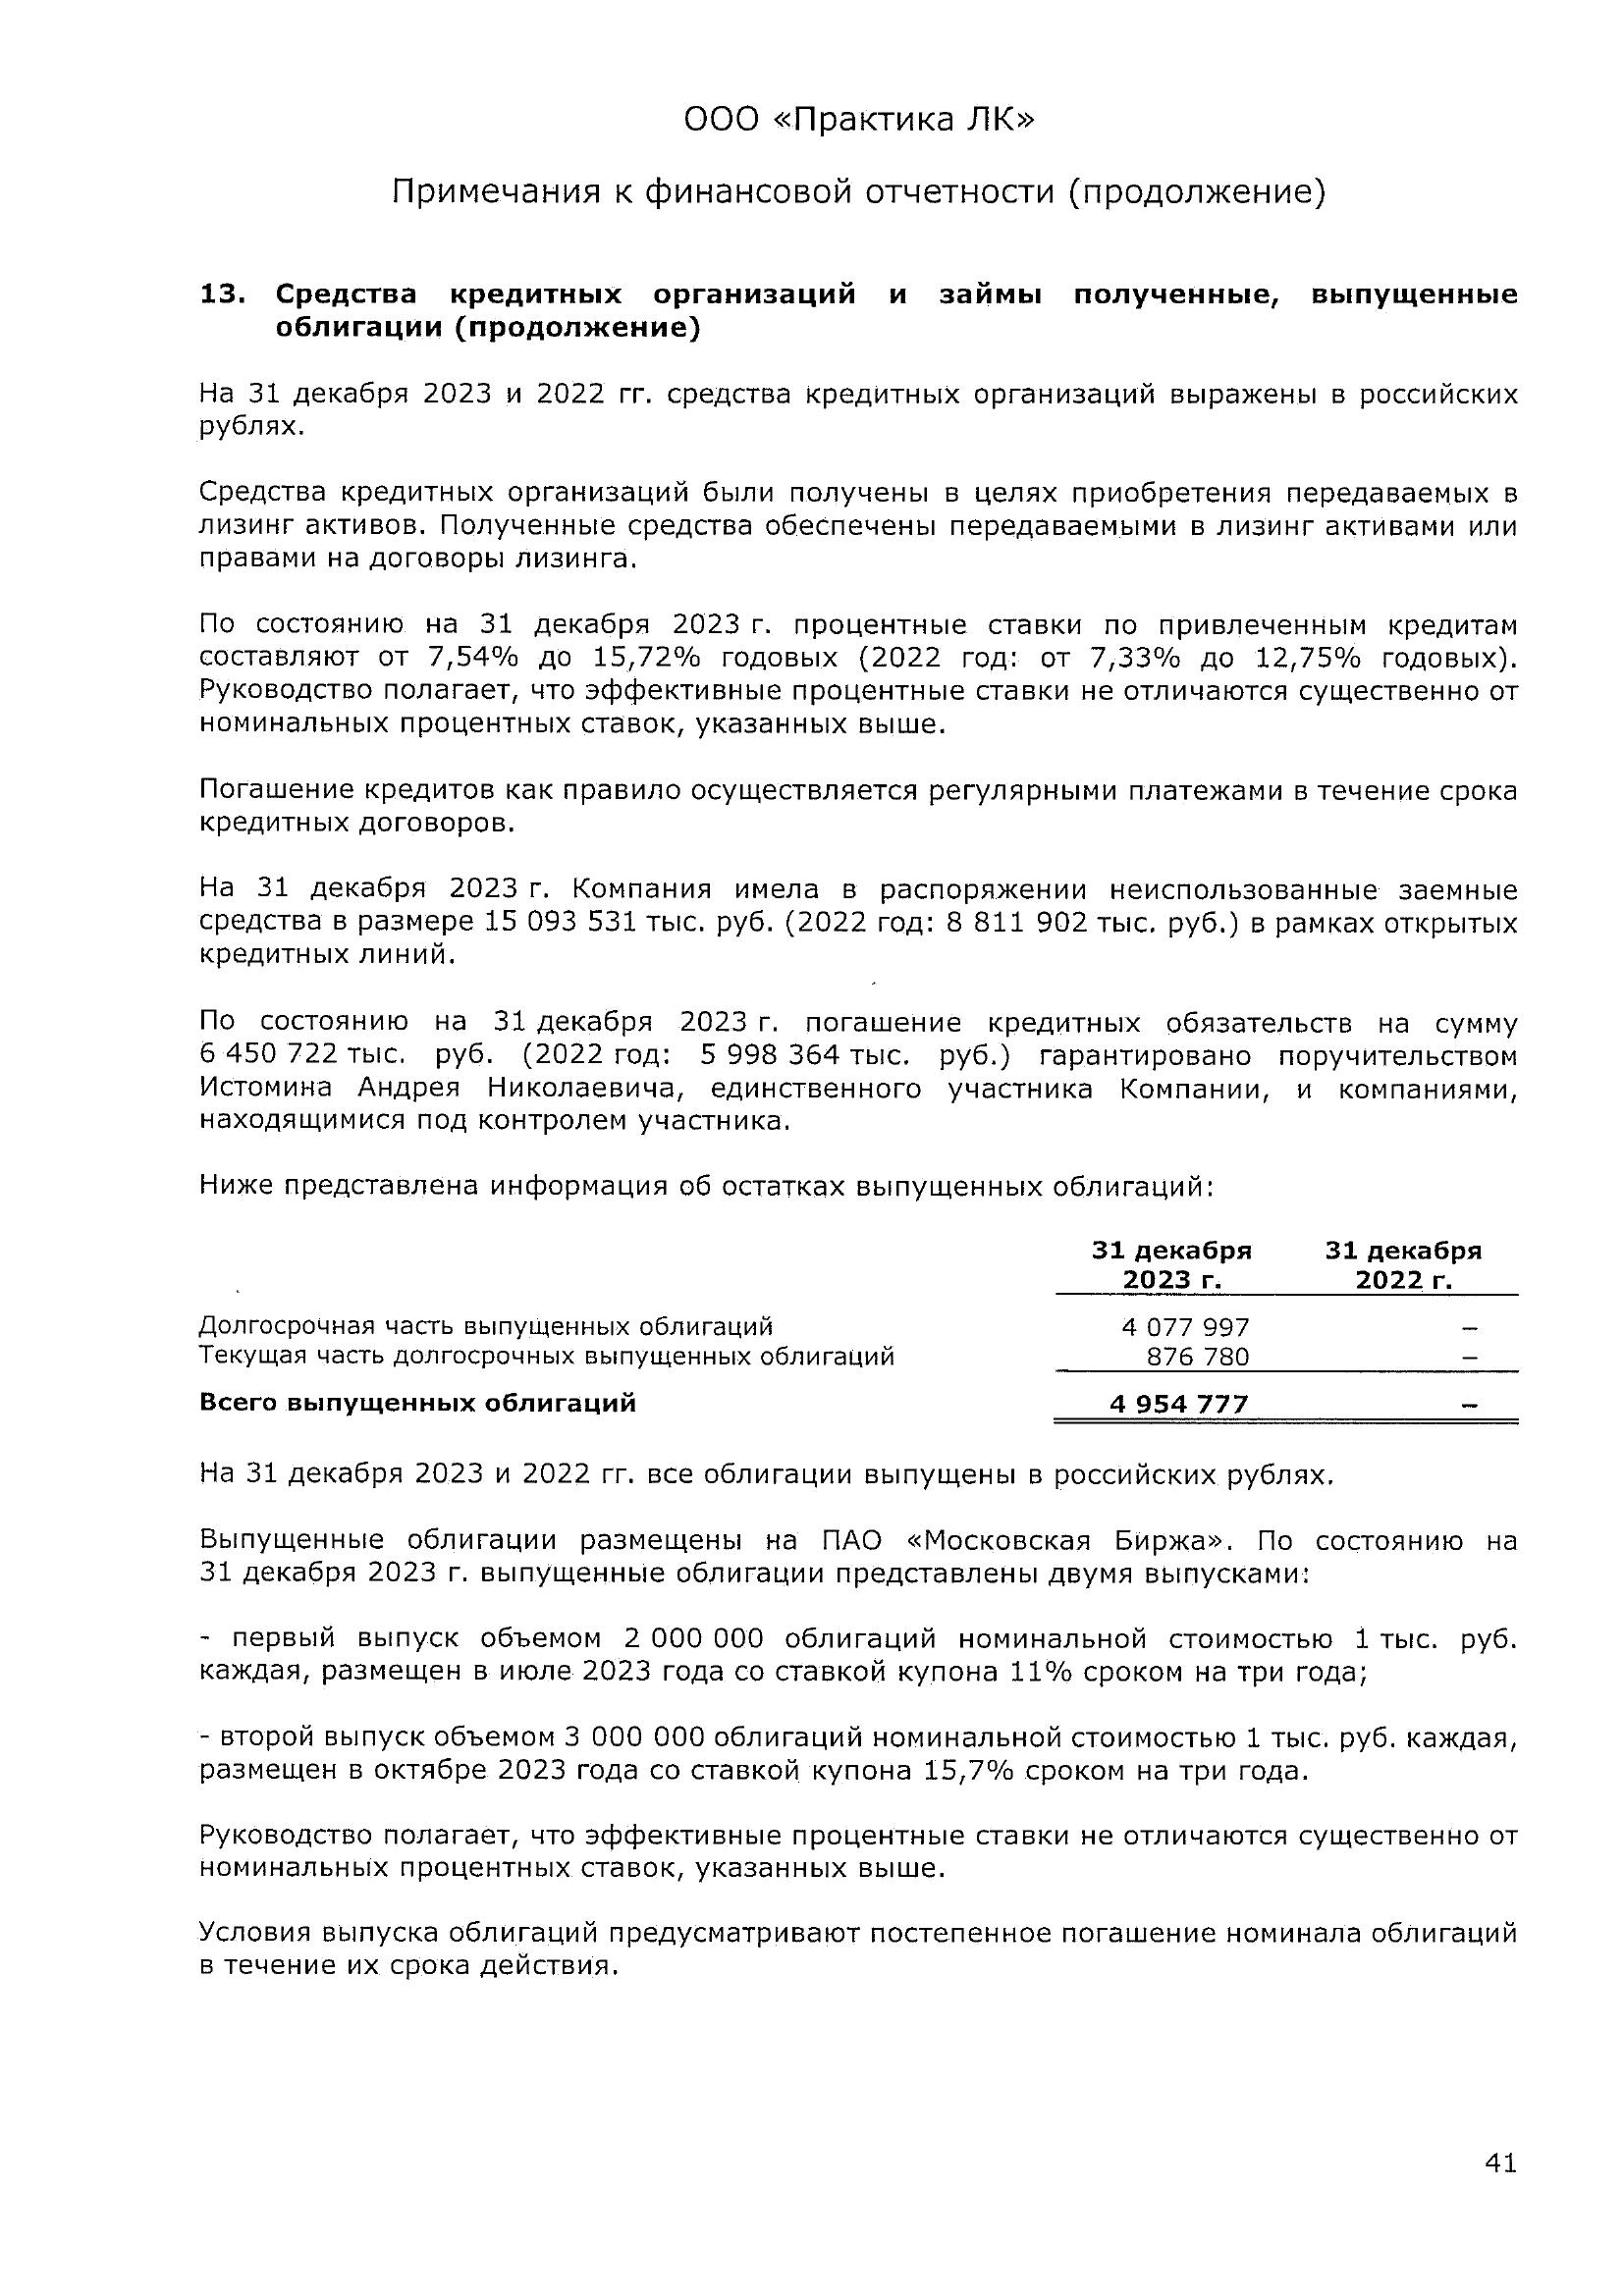 ООО «Практика ЛК»
Примечания к финансовой отчетности (продолжение)
13. Средства кредитных организаций и займы полученные, выпущенные
облигации (продолжение)
На 31 декабря 2023 и 2022 гг. средства кредитных организаций выражены в российских
рублях.
Средства кредитных организаций были получены в целях приобретения передаваемых в
лизинг активов. Полученные средства обеспечены передаваемыми в лизинг активами или
правами на договоры лизинга.
По состоянию на 31 декабря 2023 г. процентные ставки по привлеченным кредитам
составляют от 7,54% до 15,72% годовых (2022 год: от 7,33% до 12,75% годовых).
Руководство полагает, что эффективные процентные ставки не отличаются существенно от
номинальных процентных ставок, указанных выше.
Погашение кредитов как правило осуществляется регулярными платежами в течение срока
кредитных договоров.
На 31 декабря 2023 г. Компания имела в распоряжении неиспользованные заемные
средства в размере 15 093 531 тыс. руб. (2022 год: 8 811 902 тыс. руб.) в рамках открытых
кредитных линий.
По состоянию на 31 декабря 2023 г. погашение кредитных обязательств на сумму
6 450 722 тыс. руб. (2022 год: 5 998 364 тыс. руб.) гарантировано поручительством
Истомина Андрея Николаевича, единственного участника Компании, и компаниями,
находящимися под контролем участника.
Ниже представлена информация об остатках выпущенных облигаций:
31 декабря 31 декабря
2023 г. 2022 г.
Долгосрочная часть выпущенных облигаций 4 077 997 –
Текущая часть долгосрочных выпущенных облигаций 876 780 –
Всего выпущенных облигаций 4 954 777 –
На 31 декабря 2023 и 2022 гг. все облигации выпущены в российских рублях.
Выпущенные облигации размещены на ПАО «Московская Биржа». По состоянию на
31 декабря 2023 г. выпущенные облигации представлены двумя выпусками:
- первый выпуск объемом 2 000 000 облигаций номинальной стоимостью 1 тыс. руб.
каждая, размещен в июле 2023 года со ставкой купона 11% сроком на три года;
- второй выпуск объемом 3 000 000 облигаций номинальной стоимостью 1 тыс. руб. каждая,
размещен в октябре 2023 года со ставкой купона 15,7% сроком на три года.
Руководство полагает, что эффективные процентные ставки не отличаются существенно от
номинальных процентных ставок, указанных выше.
Условия выпуска облигаций предусматривают постепенное погашение номинала облигаций
в течение их срока действия.
41